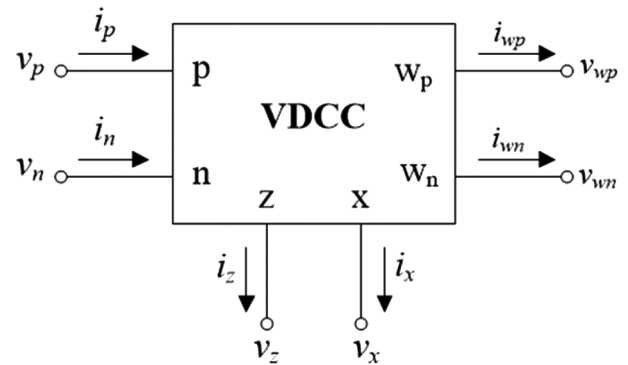 i_p i_wp
v_p p w_p v_wp
VDCC
i_n i_wn
v_n n w_n v_wn
z x
i_z i_x
v_z v_x